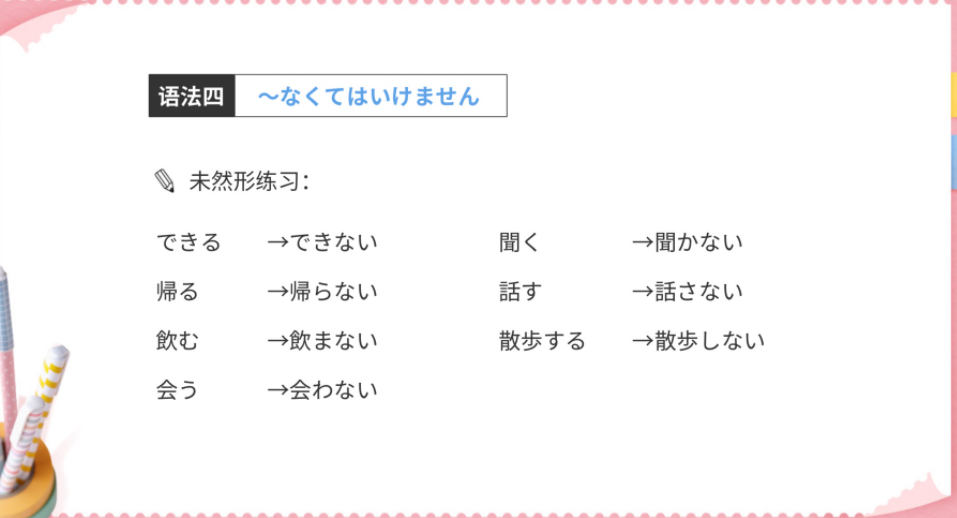 语法四 ～なくてはいけません
未然形练习：
できる →できない 聞く →聞かない
帰る →帰らない 話す →話さない
飲む →飲まない 散歩する →散歩しない
会う →会わない